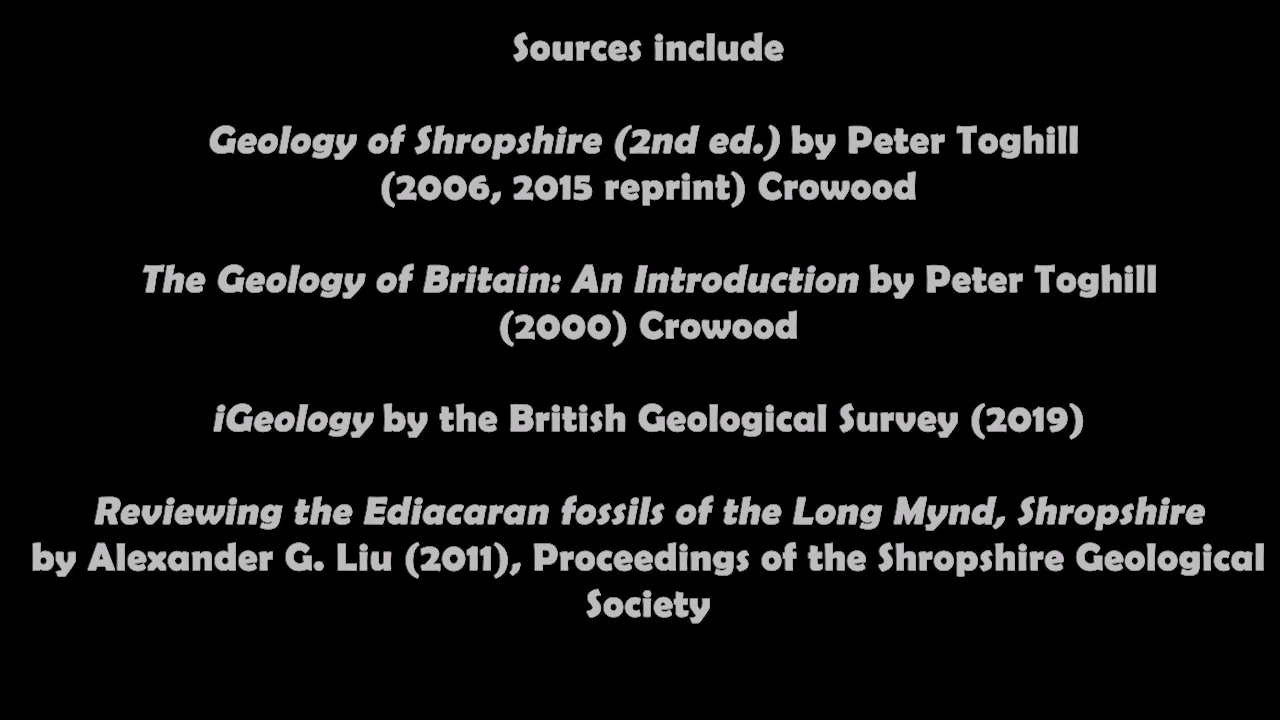 Sources include
Geology of Shropshire (2nd ed.) by Peter Toghill
(2006, 2015 reprint) Crowood
The Geology of Britain: An Introduction by Peter Toghill
(2000) Crowood
iGeology by the British Geological Survey (2019)
Reviewing the Ediacaran fossils of the Long Mynd, Shropshire
by Alexander G. Liu (2011), Proceedings of the Shropshire Geological
Society